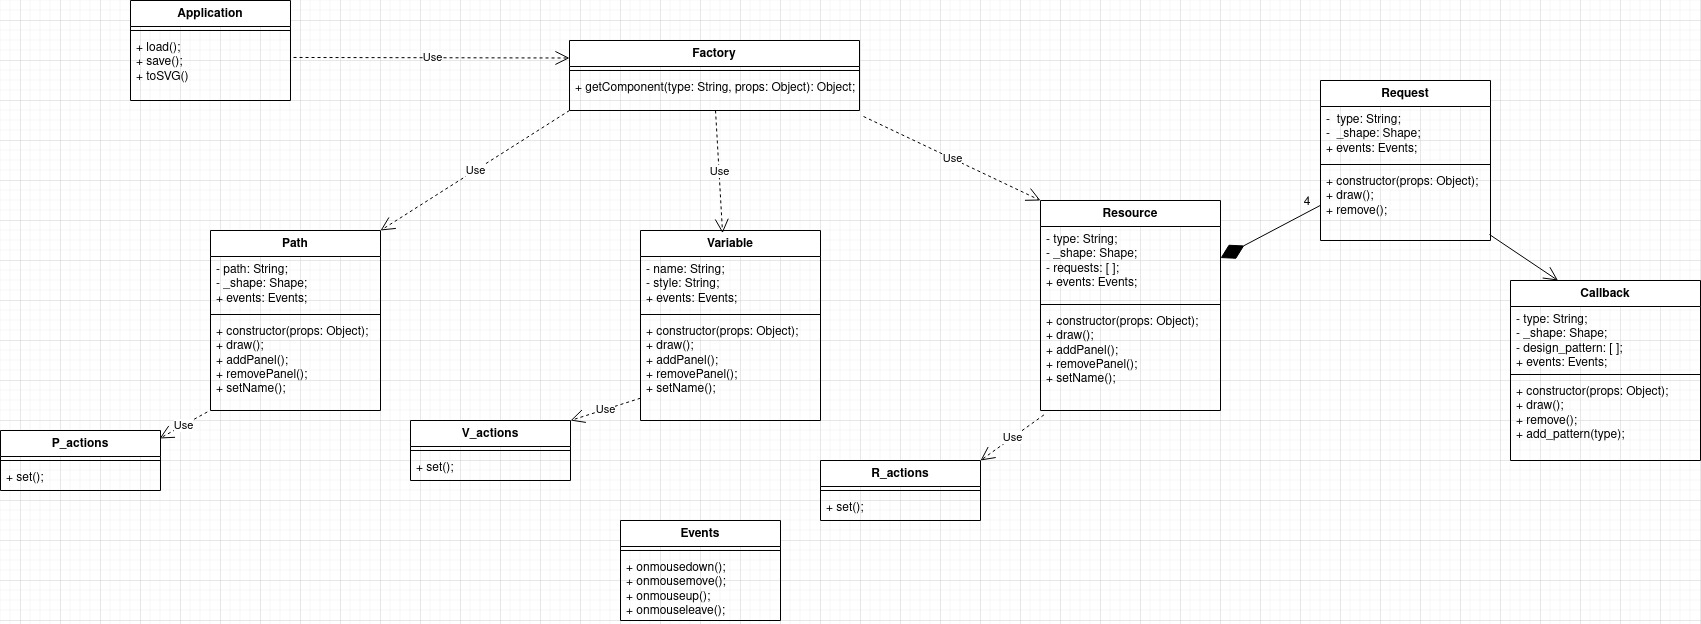 Application
+ load();
+ save();
+ toSVG()
Use
Factory
+ getComponent(type: String, props: Object): Object;
Use
Use
Use
Path
- path: String;
- _shape: Shape;
+ events: Events;
+ constructor(props: Object);
+ draw();
+ addPanel();
+ removePanel();
+ setName();
Variable
- name: String;
- style: String;
+ events: Events;
+ constructor(props: Object);
+ draw();
+ addPanel();
+ removePanel();
+ setName();
Resource
- type: String;
- _shape: Shape;
- requests: [ ];
+ events: Events;
+ constructor(props: Object);
+ draw();
+ addPanel();
+ removePanel();
+ setName();
4
Request
- type: String;
- _shape: Shape;
+ events: Events;
+ constructor(props: Object);
+ draw();
+ remove();
Callback
- type: String;
- _shape: Shape;
- design_pattern: [ ];
+ events: Events;
+ constructor(props: Object);
+ draw();
+ remove();
+ add_pattern(type);
Use
P_actions
+ set();
Use
V_actions
+ set();
Use
R_actions
+ set();
Events
+ onmousedown();
+ onmousemove();
+ onmouseup();
+ onmouseleave();